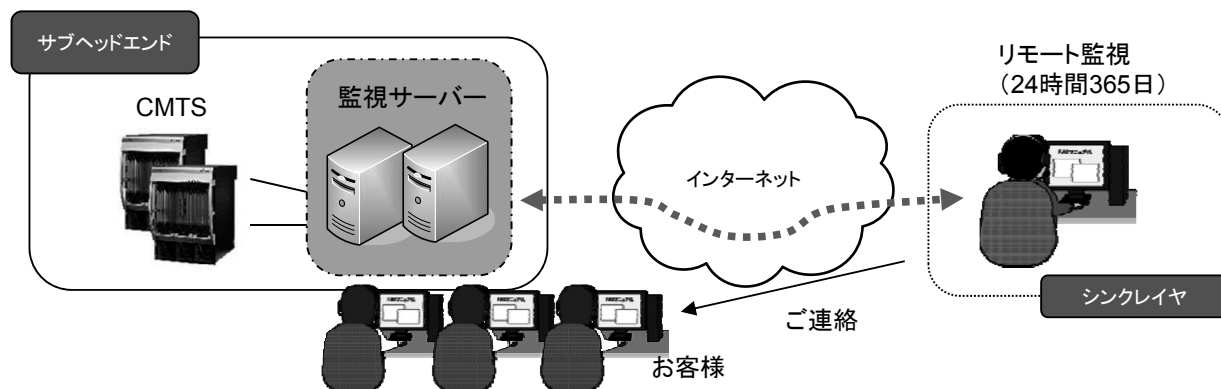 サブヘッドエンド
CMTS
監視サーバー
インターネット
リモート監視
（24時間365日）
シンクレイヤ
ご連絡
お客様